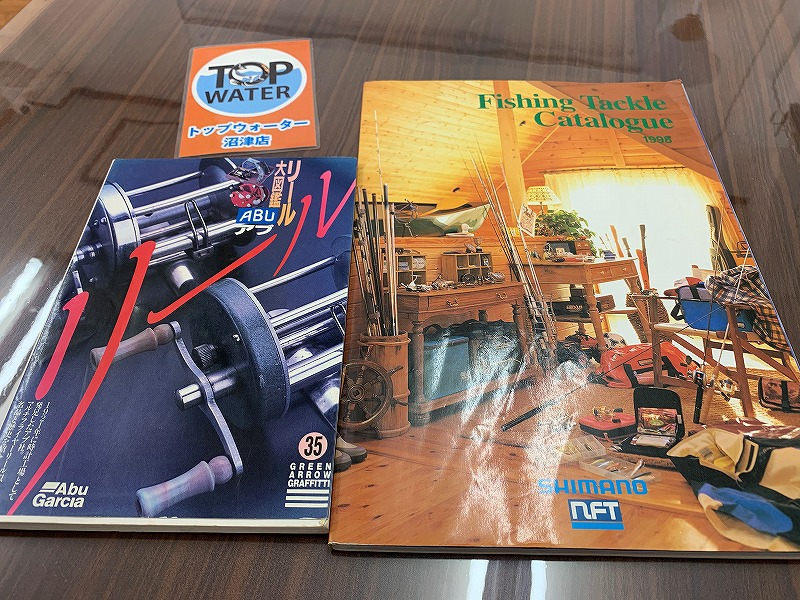 TOP
WATER
トップウォーター
沼津店
Fishing Tackle
Catalogue
1998
SHIMANO
NFT
リール
大図鑑
ABU
アブ
リール
35
GREEN
ARROW
GRAFFITTI
Abu
Garcia